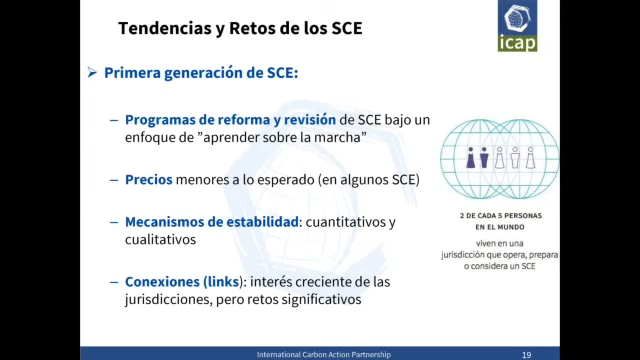 Tendencias y Retos de los SCE
icap
➢ Primera generación de SCE:
– Programas de reforma y revisión de SCE bajo un
enfoque de ”aprender sobre la marcha”
– Precios menores a lo esperado (en algunos SCE)
– Mecanismos de estabilidad: cuantitativos y
cualitativos
– Conexiones (links): interés creciente de las
jurisdicciones, pero retos significativos
2 DE CADA 5 PERSONAS
EN EL MUNDO
viven en una
jurisdicción que opera, prepara
o considera un SCE
International Carbon Action Partnership
19